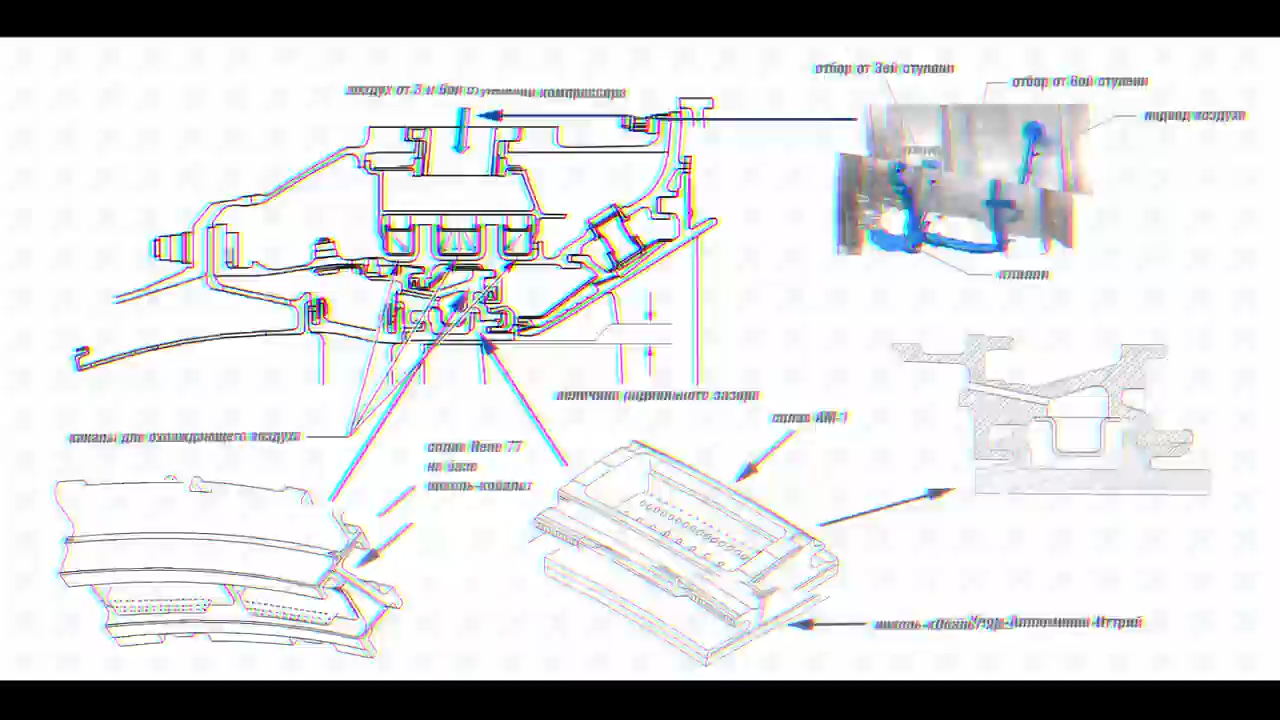 отбор от 3ей ступени
отбор от 6ой ступени
воздух от 3 и 6ой ступени компрессора
подвод воздуха
клапан
величина радиального зазора
сплав АМ-1
каналы для охлаждающего воздуха
сплав Rene 77
на базе
никель-кобальт
никель-кобальт-Хром-Алюминий-Иттрий